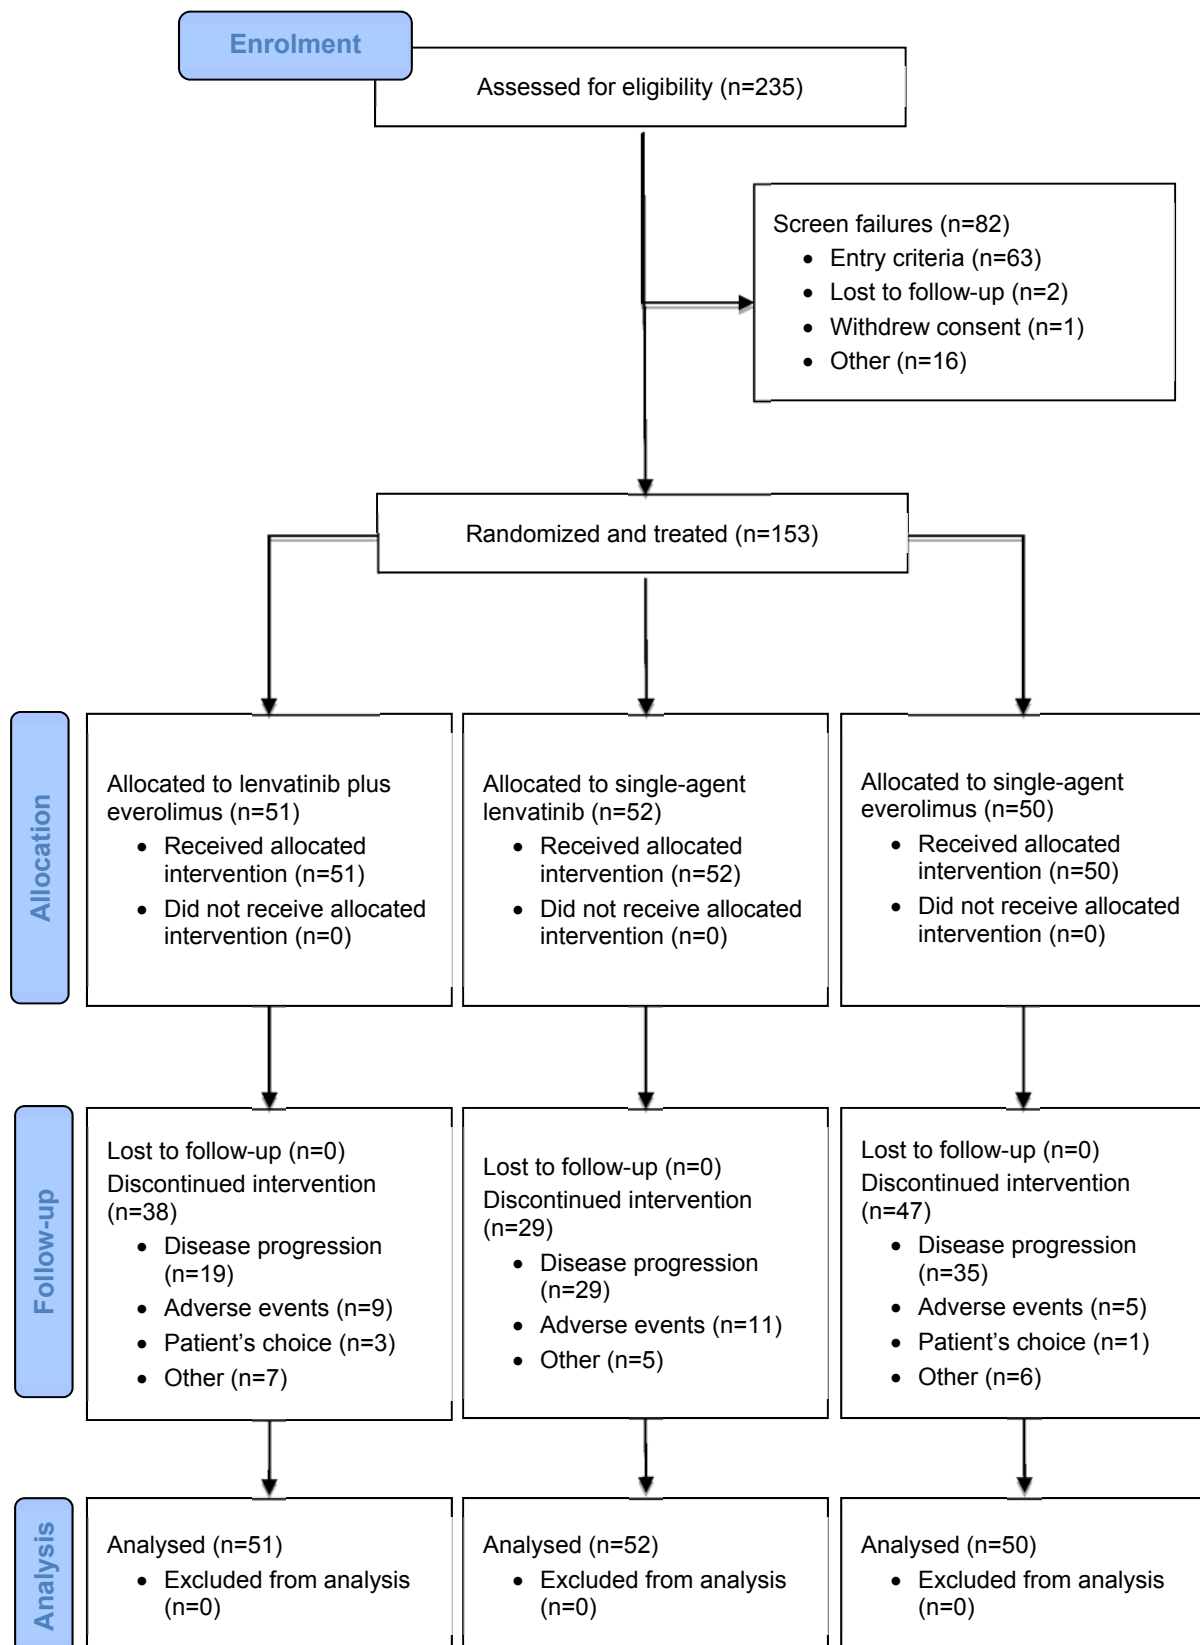 Enrolment
Assessed for eligibility (n=235)
Screen failures (n=82)
• Entry criteria (n=63)
• Lost to follow-up (n=2)
• Withdrew consent (n=1)
• Other (n=16)
Randomized and treated (n=153)
Allocation
Allocated to lenvatinib plus
everolimus (n=51)
• Received allocated
intervention (n=51)
• Did not receive allocated
intervention (n=0)
Allocated to single-agent
lenvatinib (n=52)
• Received allocated
intervention (n=52)
• Did not receive allocated
intervention (n=0)
Allocated to single-agent
everolimus (n=50)
• Received allocated
intervention (n=50)
• Did not receive allocated
intervention (n=0)
Follow-up
Lost to follow-up (n=0)
Discontinued intervention
(n=38)
• Disease progression
(n=19)
• Adverse events (n=9)
• Patient’s choice (n=3)
• Other (n=7)
Lost to follow-up (n=0)
Discontinued intervention
(n=29)
• Disease progression
(n=29)
• Adverse events (n=11)
• Other (n=5)
Lost to follow-up (n=0)
Discontinued intervention
(n=47)
• Disease progression
(n=35)
• Adverse events (n=5)
• Patient’s choice (n=1)
• Other (n=6)
Analysis
Analysed (n=51)
• Excluded from analysis
(n=0)
Analysed (n=52)
• Excluded from analysis
(n=0)
Analysed (n=50)
• Excluded from analysis
(n=0)